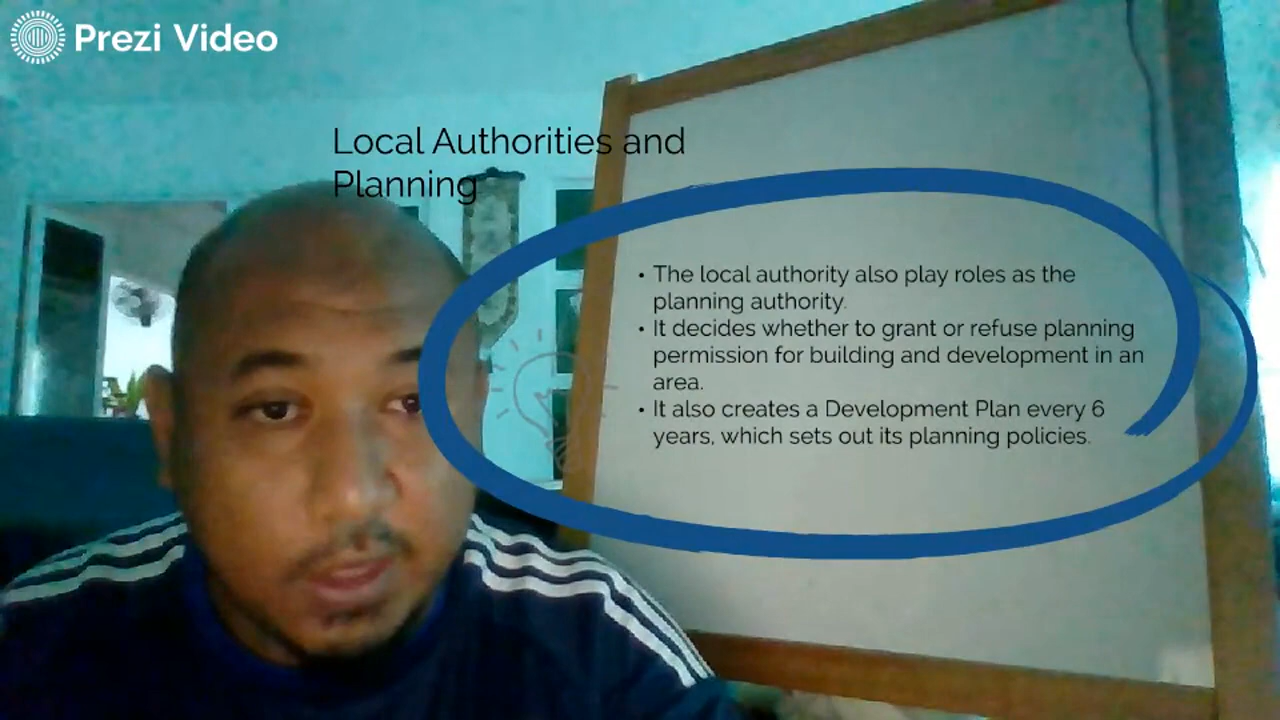 Prezi Video
Local Authorities and
Planning
• The local authority also play roles as the
planning authority.
• It decides whether to grant or refuse planning
permission for building and development in an
area.
• It also creates a Development Plan every 6
years, which sets out its planning policies.